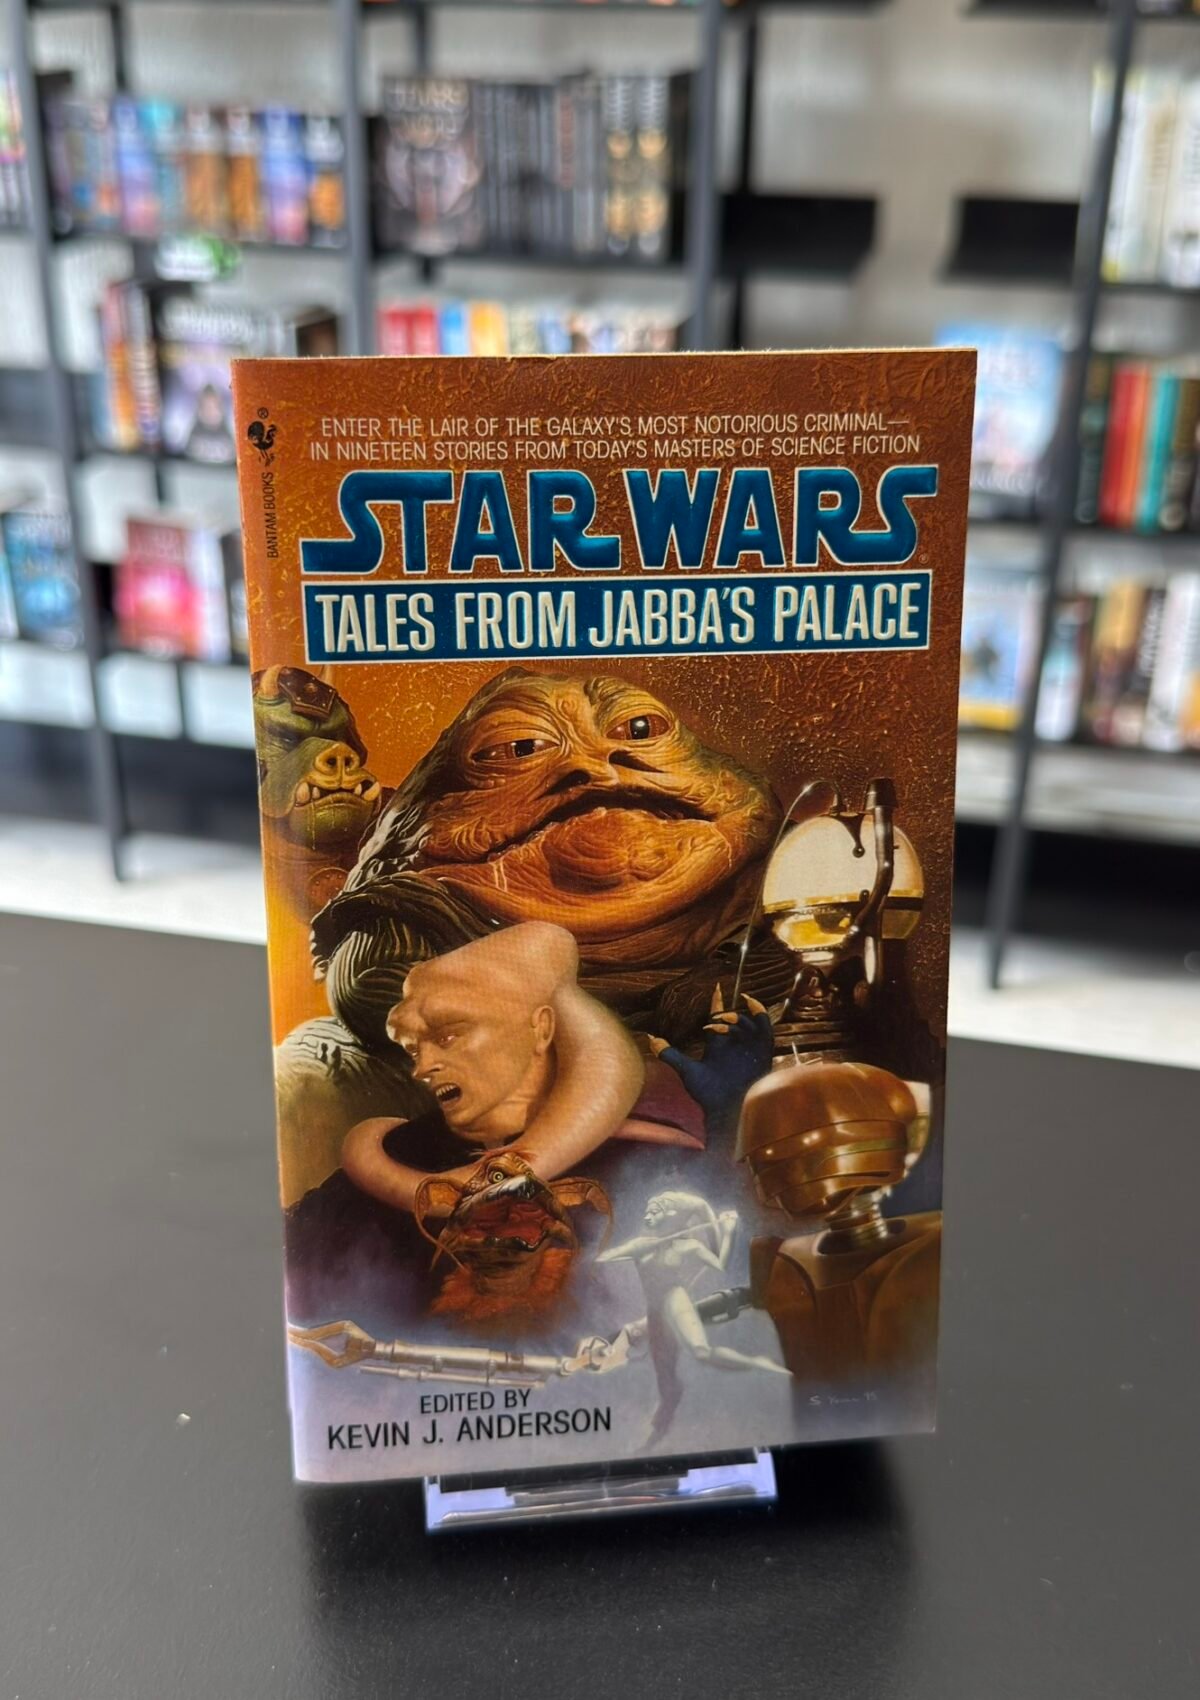 ENTER THE LAIR OF THE GALAXY'S MOST NOTORIOUS CRIMINAL—
IN NINETEEN STORIES FROM TODAY'S MASTERS OF SCIENCE FICTION
BANTAM BOOKS ®
STAR WARS®
TALES FROM JABBA'S PALACE
EDITED BY
KEVIN J. ANDERSON